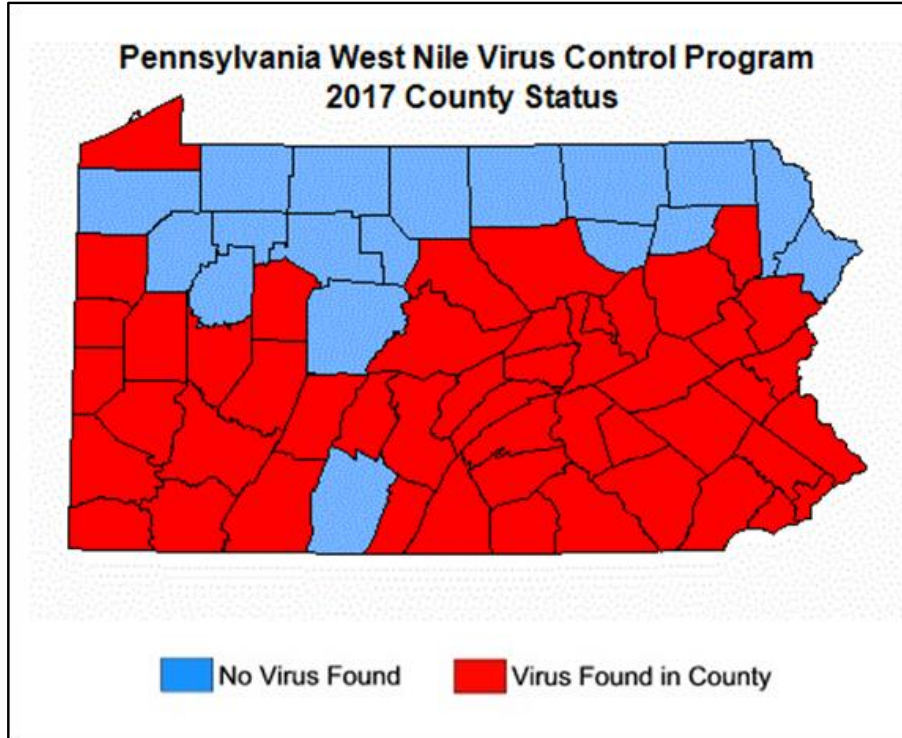 Pennsylvania West Nile Virus Control Program
2017 County Status
No Virus Found
Virus Found in County